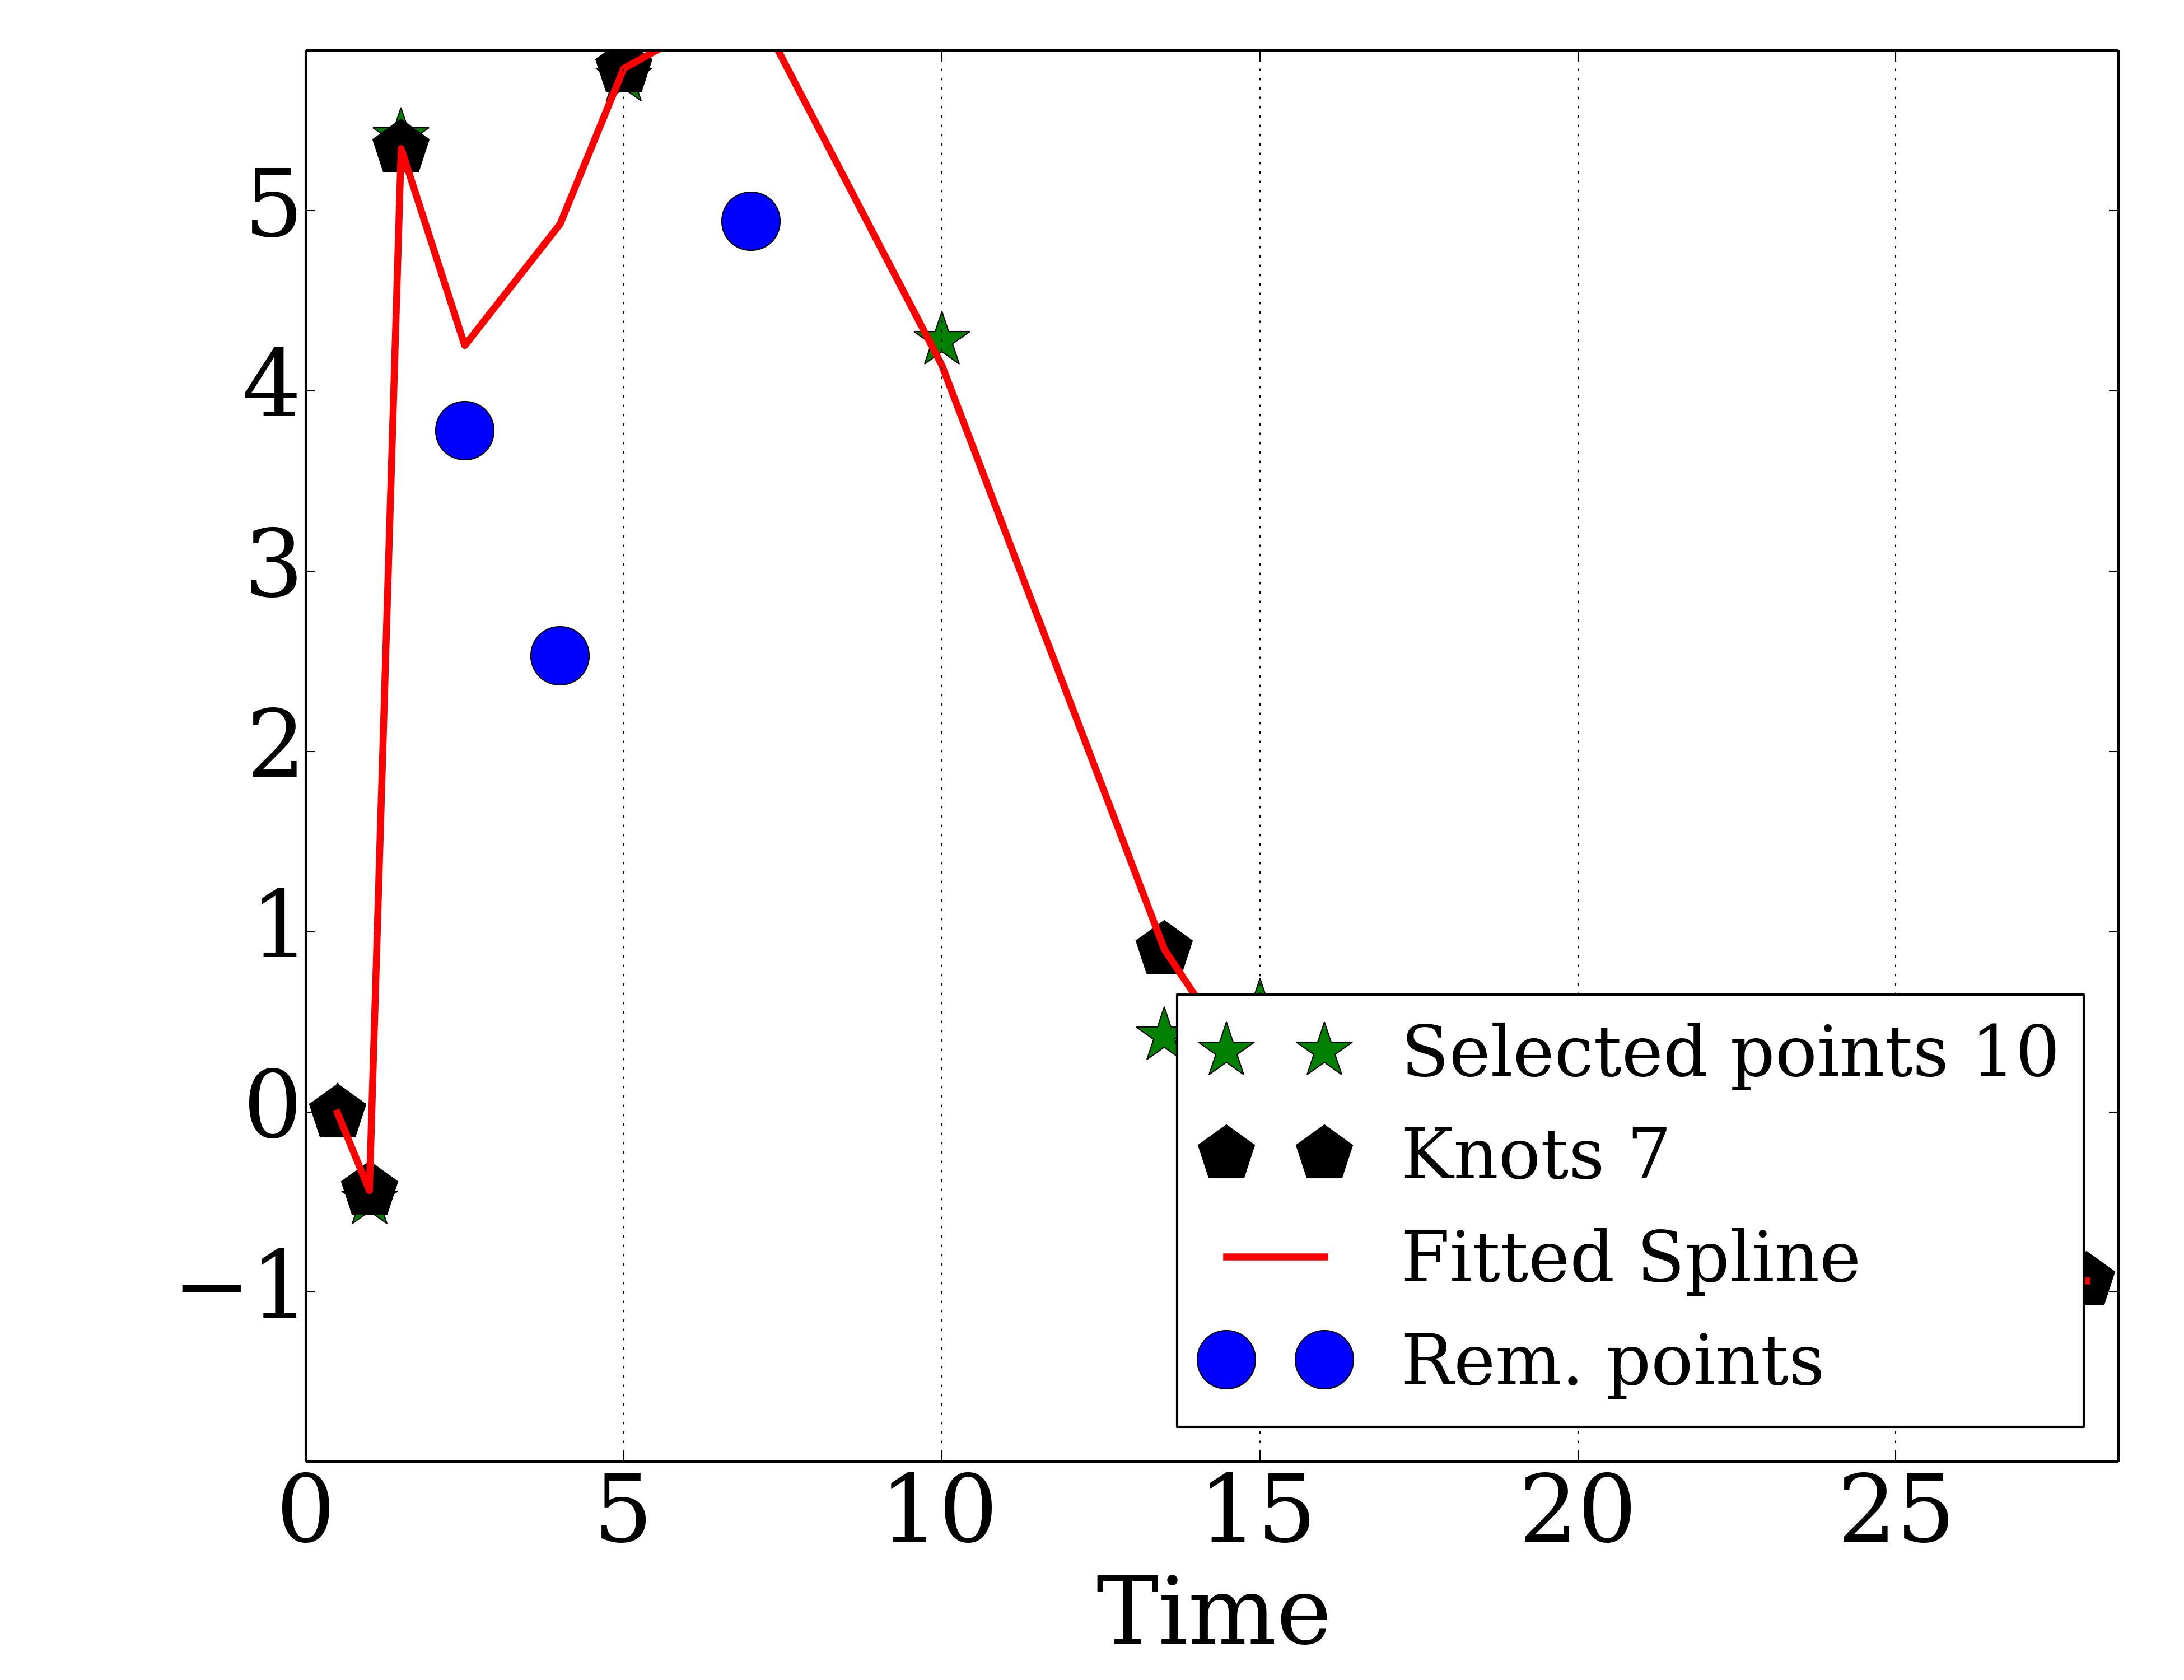 5
4
3
2
1
0
−1
Selected points 10
Knots 7
Fitted Spline
Rem. points
0 5 10 15 20 25
Time